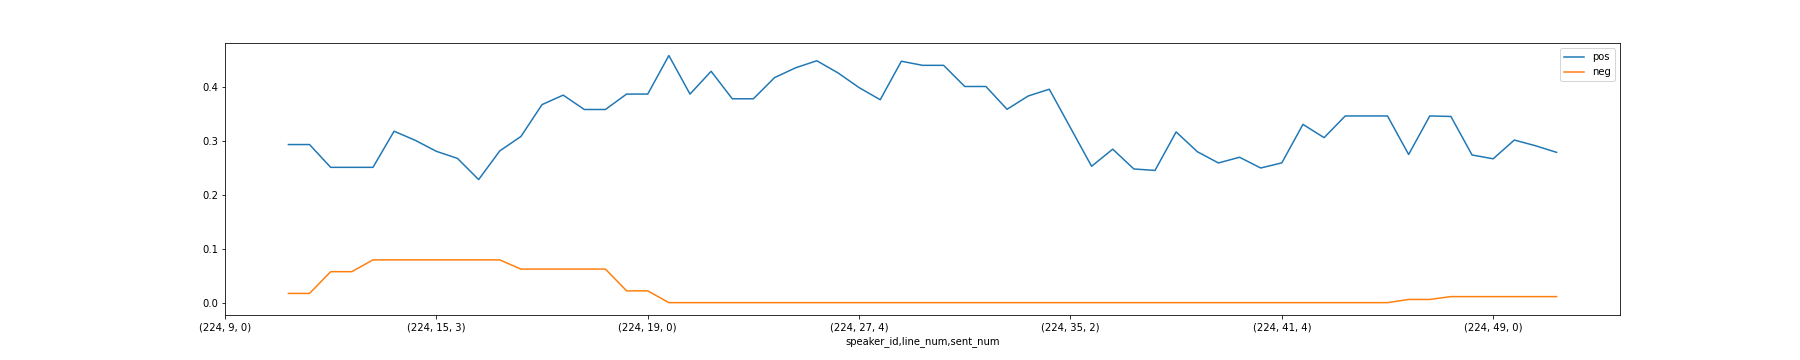 pos
neg
0.4
0.3
0.2
0.1
0.0
(224, 9, 0) (224, 15, 3) (224, 19, 0) (224, 27, 4) (224, 35, 2) (224, 41, 4) (224, 49, 0)
speaker_id,line_num,sent_num